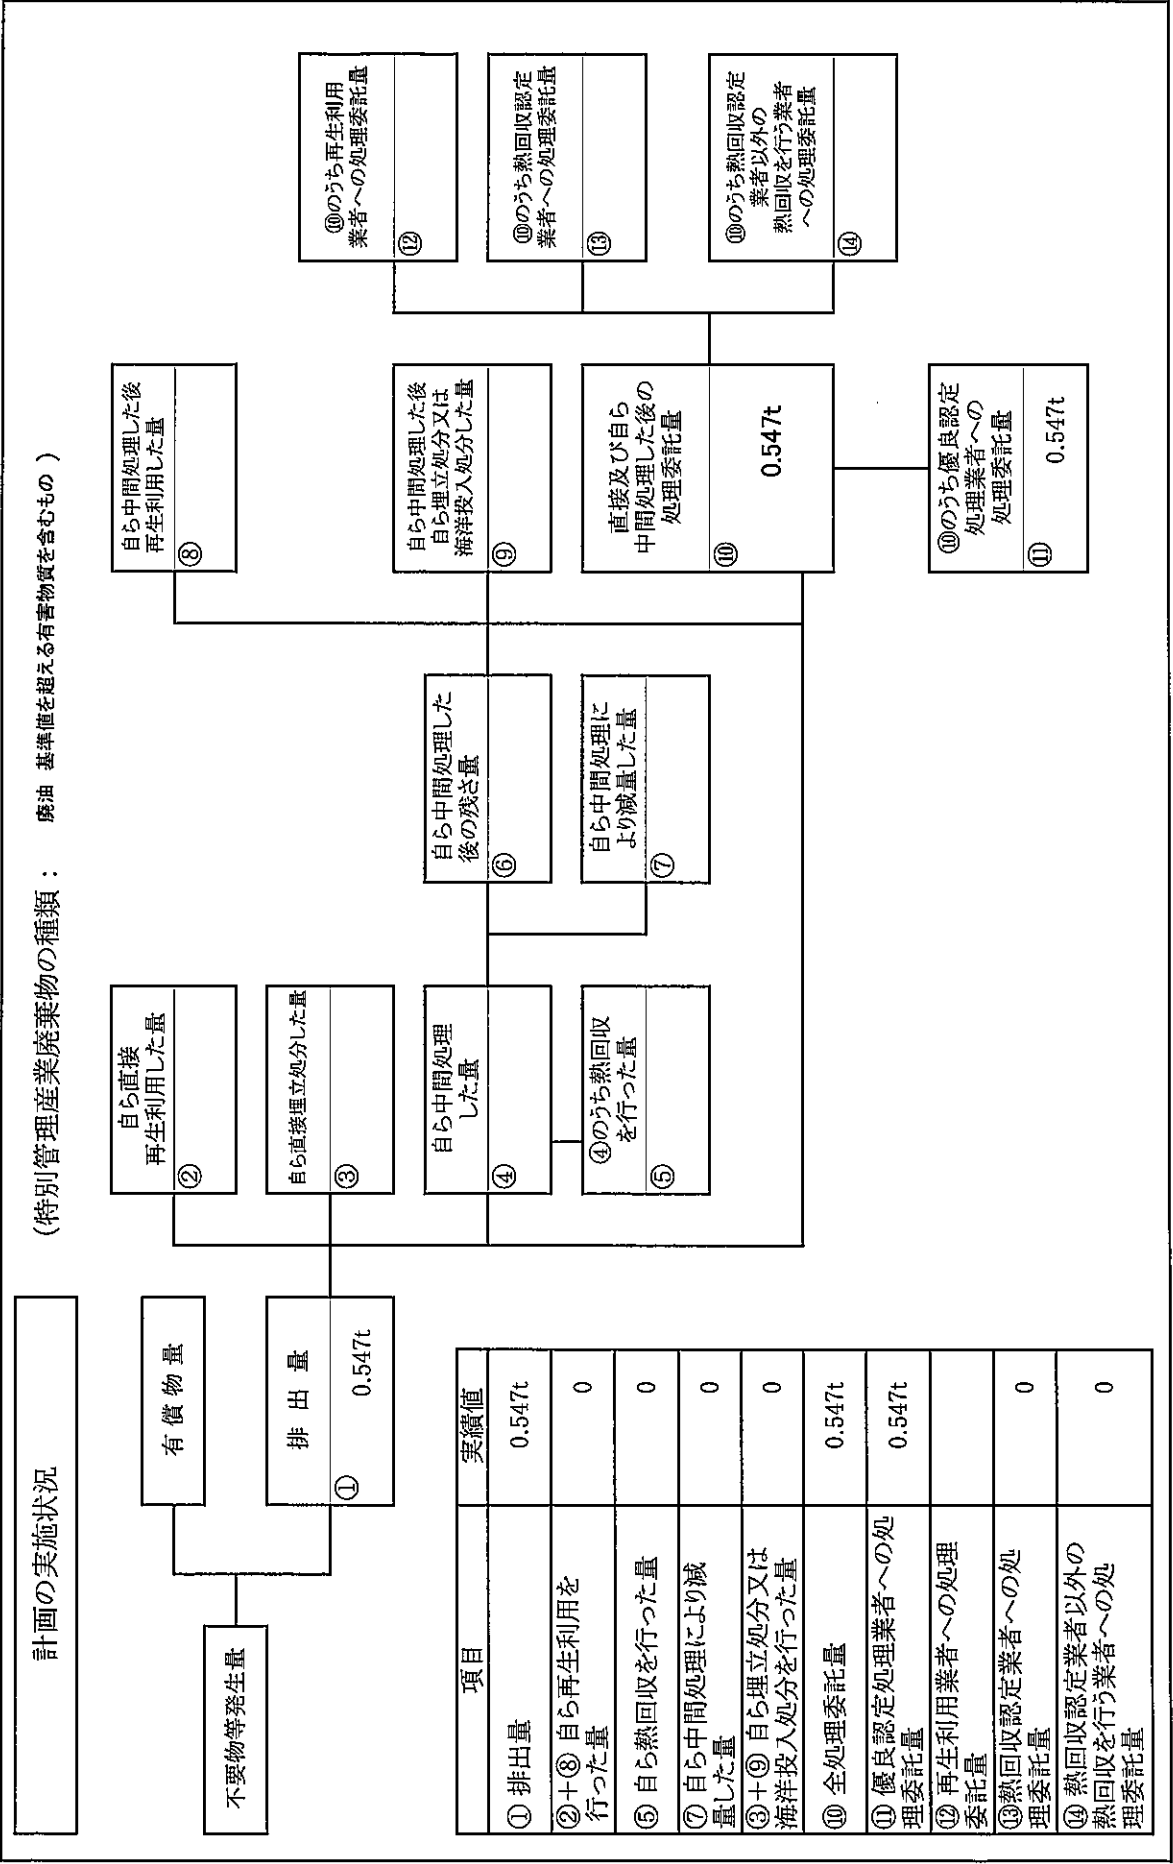 計画の実施状況
(特別管理産業廃棄物の種類： 廃油 基準値を超える有害物質を含むもの )
不要物等発生量
有償物量
排出量
①
0.547t
自ら直接
再生利用した量
②
自ら直接埋立処分した量
③
自ら中間処理
した量
④
④のうち熱回収
を行った量
⑤
自ら中間処理した
後の残さ量
⑥
自ら中間処理に
より減量した量
⑦
自ら中間処理した後
再生利用した量
⑧
自ら中間処理した後
自ら埋立処分又は
海洋投入処分した量
⑨
直接及び自ら
中間処理した後の
処理委託量
⑩
0.547t
⑩のうち優良認定
処理業者への
処理委託量
⑪
0.547t
⑩のうち再生利用
業者への処理委託量
⑫
⑩のうち熱回収認定
業者への処理委託量
⑬
⑩のうち熱回収認定
業者以外の
熱回収を行う業者
への処理委託量
⑭
項目 実績値
①排出量 0.547t
②+⑧自ら再生利用を
行った量 0
⑤自ら熱回収を行った量 0
⑦自ら中間処理により減
量した量 0
③+⑨自ら埋立処分又は
海洋投入処分を行った量 0
⑩全処理委託量 0.547t
⑪優良認定処理業者への処
理委託量 0.547t
⑫再生利用業者への処理
委託量
⑬熱回収認定業者への処
理委託量 0
⑭熱回収認定業者以外の
熱回収を行う業者への処
理委託量 0